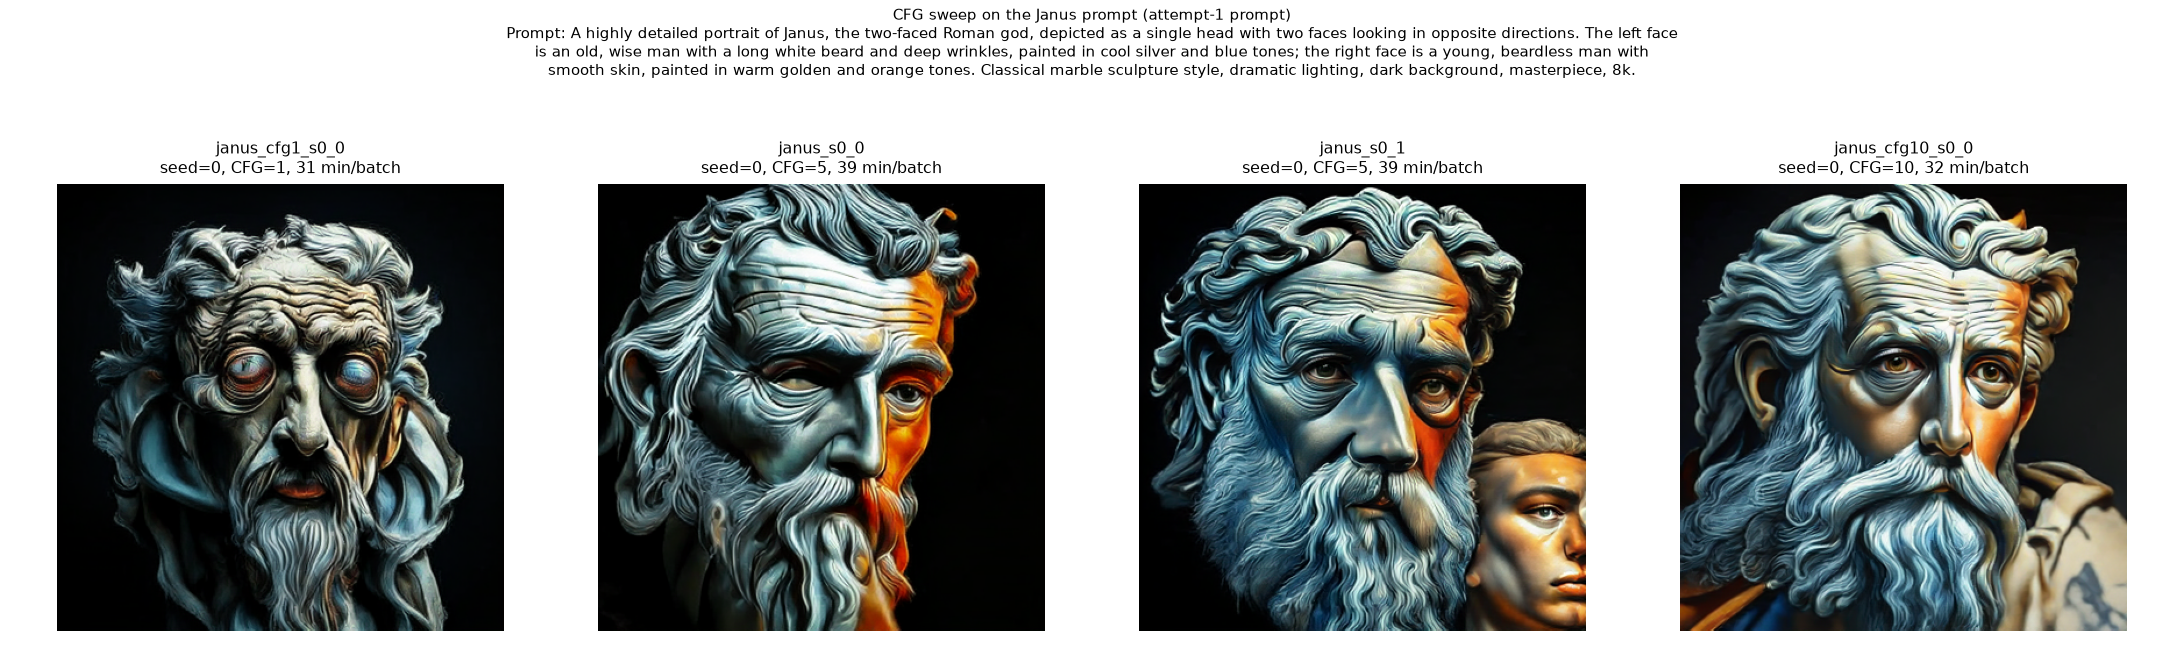 CFG sweep on the Janus prompt (attempt-1 prompt)
Prompt: A highly detailed portrait of Janus, the two-faced Roman god, depicted as a single head with two faces looking in opposite directions. The left face
is an old, wise man with a long white beard and deep wrinkles, painted in cool silver and blue tones; the right face is a young, beardless man with
smooth skin, painted in warm golden and orange tones. Classical marble sculpture style, dramatic lighting, dark background, masterpiece, 8k.
janus_cfg1_s0_0
seed=0, CFG=1, 31 min/batch
janus_s0_0
seed=0, CFG=5, 39 min/batch
janus_s0_1
seed=0, CFG=5, 39 min/batch
janus_cfg10_s0_0
seed=0, CFG=10, 32 min/batch